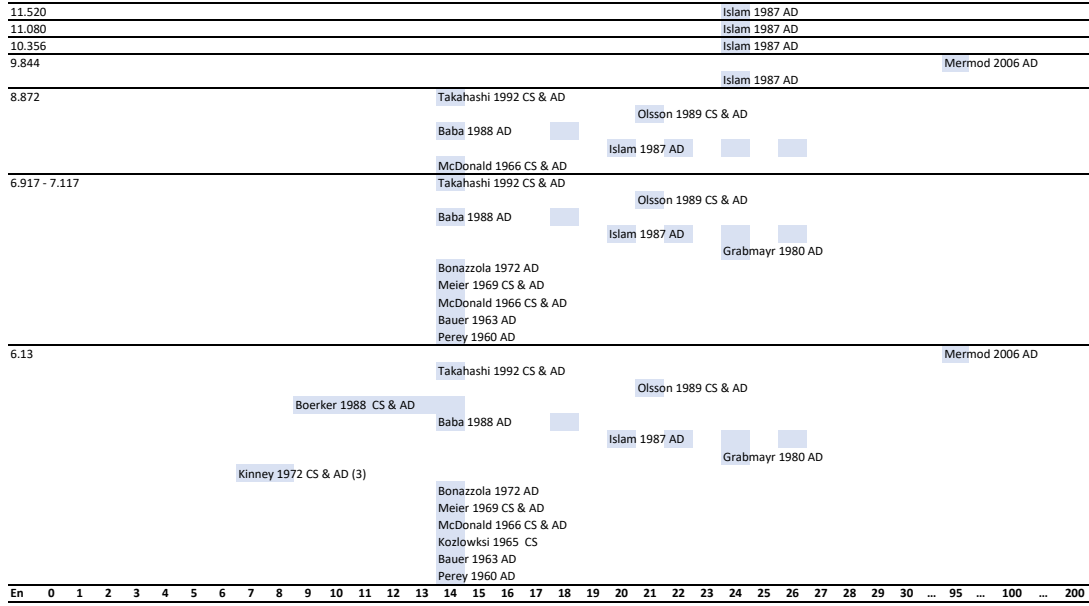 11.520 Islam 1987 AD
11.080 Islam 1987 AD
10.356 Islam 1987 AD
9.844 Mermod 2006 AD
Islam 1987 AD
8.872 Takahashi 1992 CS & AD
Olsson 1989 CS & AD
Baba 1988 AD
Islam 1987 AD
McDonald 1966 CS & AD
6.917 - 7.117 Takahashi 1992 CS & AD
Olsson 1989 CS & AD
Baba 1988 AD
Islam 1987 AD
Grabmayr 1980 AD
Bonazzola 1972 AD
Meier 1969 CS & AD
McDonald 1966 CS & AD
Bauer 1963 AD
Perey 1960 AD
6.13 Mermod 2006 AD
Takahashi 1992 CS & AD
Olsson 1989 CS & AD
Boerker 1988 CS & AD
Baba 1988 AD
Islam 1987 AD
Grabmayr 1980 AD
Kinney 1972 CS & AD (3)
Bonazzola 1972 AD
Meier 1969 CS & AD
McDonald 1966 CS & AD
Kozlowksi 1965 CS
Bauer 1963 AD
Perey 1960 AD
En 0 1 2 3 4 5 6 7 8 9 10 11 12 13 14 15 16 17 18 19 20 21 22 23 24 25 26 27 28 29 30 ... 95 ... 100 ... 200